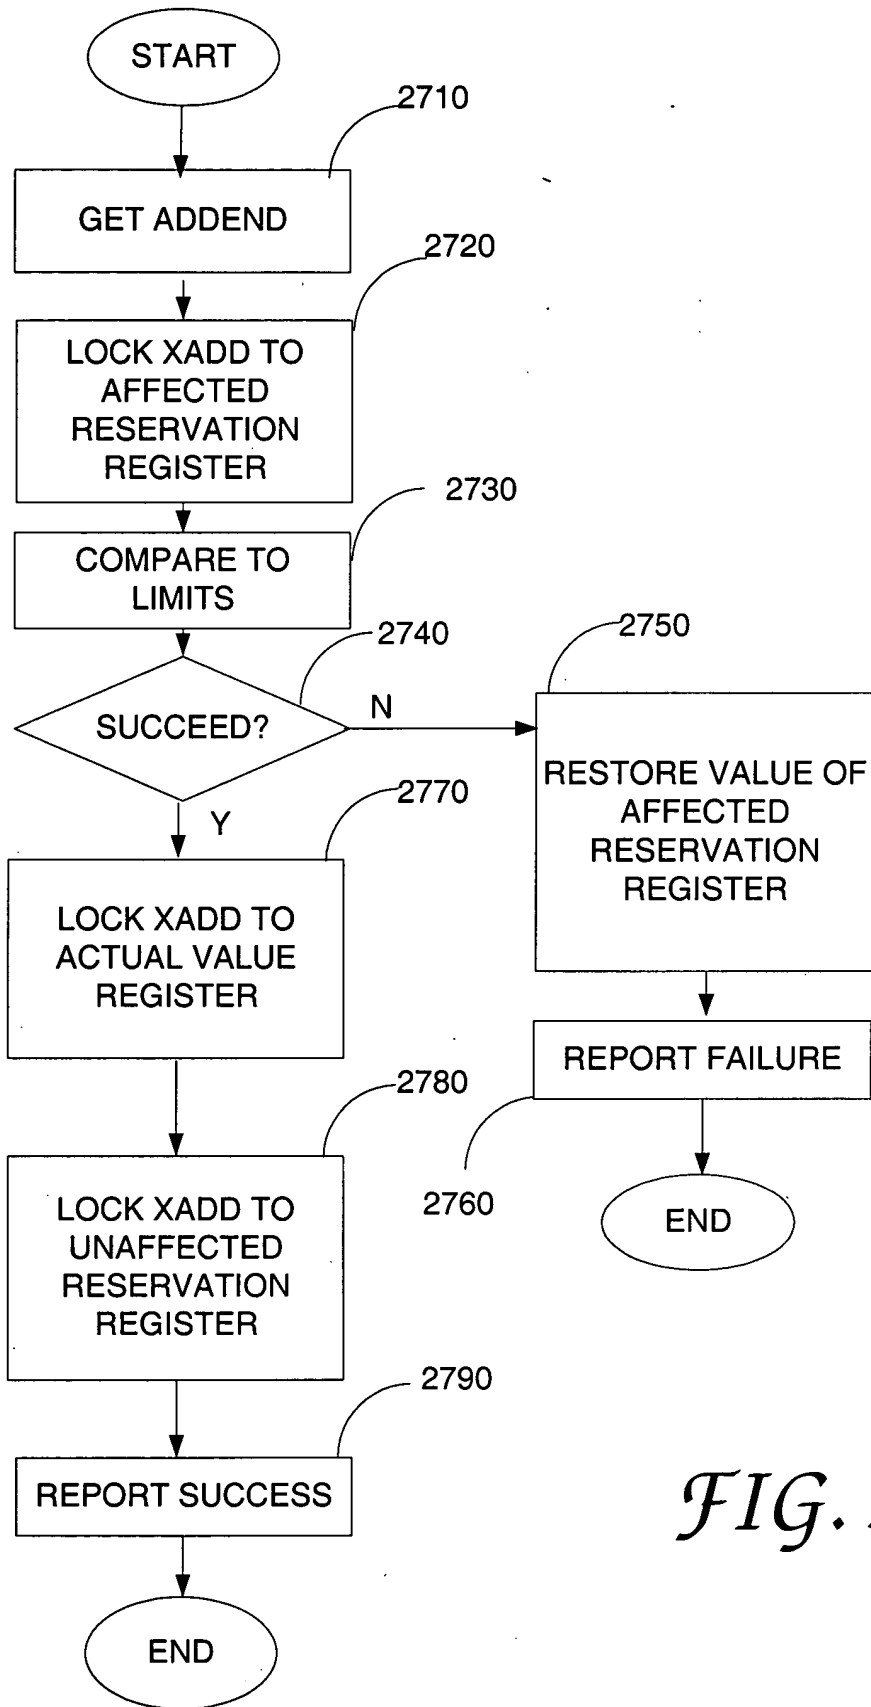 START
2710
GET ADDEND
2720
LOCK XADD TO
AFFECTED
RESERVATION
REGISTER
2730
COMPARE TO
LIMITS
2740
SUCCEED?
N
Y
2750
RESTORE VALUE OF
AFFECTED
RESERVATION
REGISTER
2770
LOCK XADD TO
ACTUAL VALUE
REGISTER
REPORT FAILURE
2760
END
2780
LOCK XADD TO
UNAFFECTED
RESERVATION
REGISTER
2790
REPORT SUCCESS
END
FIG.